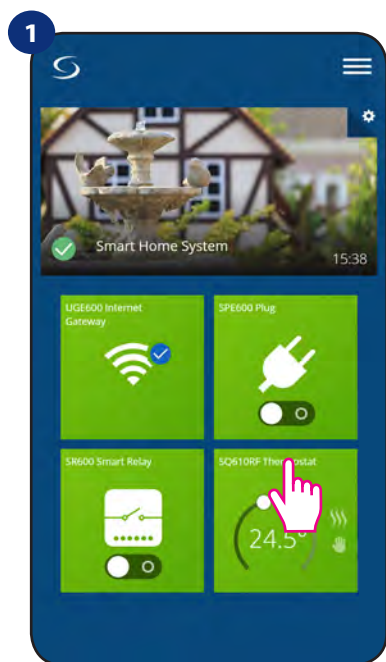 1
Smart Home System
15:38
UGE600 Internet
Gateway
SPE600 Plug
SR600 Smart Relay
SQ610RF Thermostat
24.5°